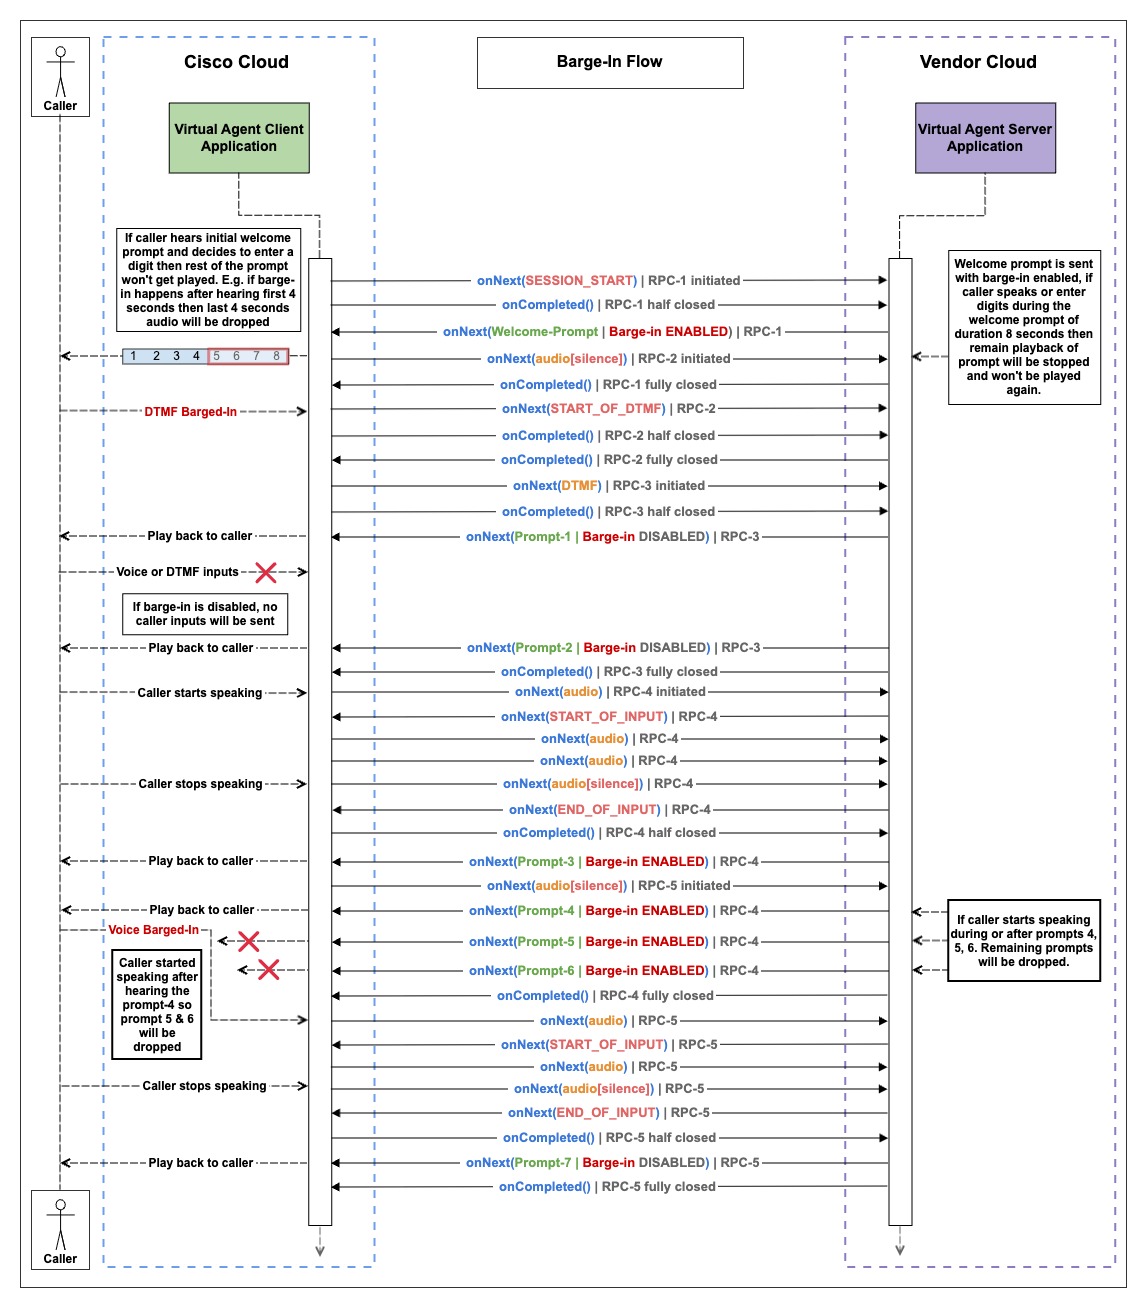 Cisco Cloud
Barge-In Flow
Vendor Cloud
Caller
Virtual Agent Client
Application
Virtual Agent Server
Application
If caller hears initial welcome
prompt and decides to enter a
digit then rest of the prompt
won't get played. E.g. if barge-
in happens after hearing first 4
seconds then last 4 seconds
audio will be dropped
Welcome prompt is sent
with barge-in enabled, if
caller speaks or enter
digits during the
welcome prompt of
duration 8 seconds then
remain playback of
prompt will be stopped
and won't be played
again.
onNext(SESSION_START) | RPC-1 initiated
onCompleted() | RPC-1 half closed
onNext(Welcome-Prompt | Barge-in ENABLED) | RPC-1
1 2 3 4 5 6 7 8
onNext(audio[silence]) | RPC-2 initiated
onCompleted() | RPC-1 fully closed
DTMF Barged-In
onNext(START_OF_DTMF) | RPC-2
onCompleted() | RPC-2 half closed
onCompleted() | RPC-2 fully closed
onNext(DTMF) | RPC-3 initiated
onCompleted() | RPC-3 half closed
Play back to caller
onNext(Prompt-1 | Barge-in DISABLED) | RPC-3
Voice or DTMF inputs
If barge-in is disabled, no
caller inputs will be sent
Play back to caller
onNext(Prompt-2 | Barge-in DISABLED) | RPC-3
onCompleted() | RPC-3 fully closed
Caller starts speaking
onNext(audio) | RPC-4 initiated
onNext(START_OF_INPUT) | RPC-4
onNext(audio) | RPC-4
onNext(audio) | RPC-4
Caller stops speaking
onNext(audio[silence]) | RPC-4
onNext(END_OF_INPUT) | RPC-4
onCompleted() | RPC-4 half closed
Play back to caller
onNext(Prompt-3 | Barge-in ENABLED) | RPC-4
onNext(audio[silence]) | RPC-5 initiated
Play back to caller
onNext(Prompt-4 | Barge-in ENABLED) | RPC-4
Voice Barged-In
onNext(Prompt-5 | Barge-in ENABLED) | RPC-4
onNext(Prompt-6 | Barge-in ENABLED) | RPC-4
If caller starts speaking
during or after prompts 4,
5, 6. Remaining prompts
will be dropped.
Caller started
speaking after
hearing the
prompt-4 so
prompt 5 & 6
will be
dropped
onCompleted() | RPC-4 fully closed
onNext(audio) | RPC-5
onNext(START_OF_INPUT) | RPC-5
onNext(audio) | RPC-5
Caller stops speaking
onNext(audio[silence]) | RPC-5
onNext(END_OF_INPUT) | RPC-5
onCompleted() | RPC-5 half closed
Play back to caller
onNext(Prompt-7 | Barge-in DISABLED) | RPC-5
onCompleted() | RPC-5 fully closed
Caller